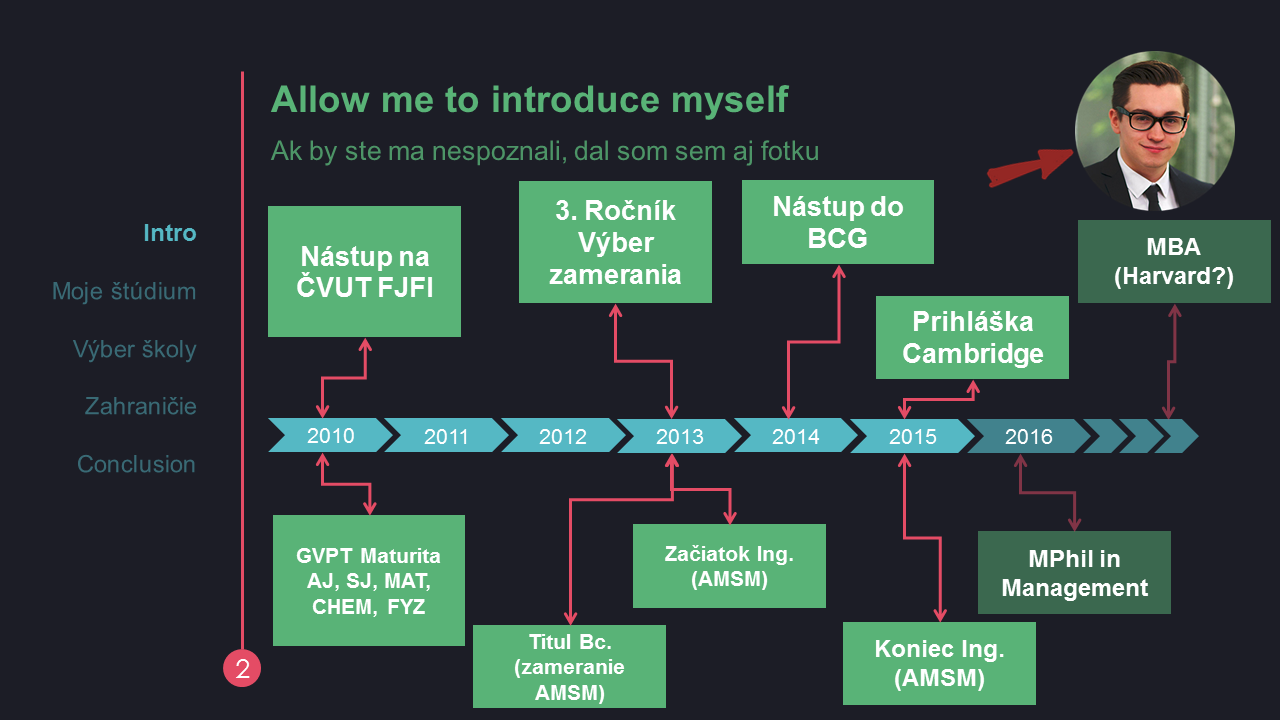 Allow me to introduce myself
Ak by ste ma nespoznali, dal som sem aj fotku
Intro
Moje štúdium
Výber školy
Zahraničie
Conclusion
2
Nástup na
ČVUT FJFI
3. Ročník
Výber
zamerania
Nástup do
BCG
Prihláška
Cambridge
MBA
(Harvard?)
2010
2011
2012
2013
2014
2015
2016
GVPT Maturita
AJ, SJ, MAT,
CHEM, FYZ
Titul Bc.
(zameranie
AMSM)
Začiatok Ing.
(AMSM)
Koniec Ing.
(AMSM)
MPhil in
Management